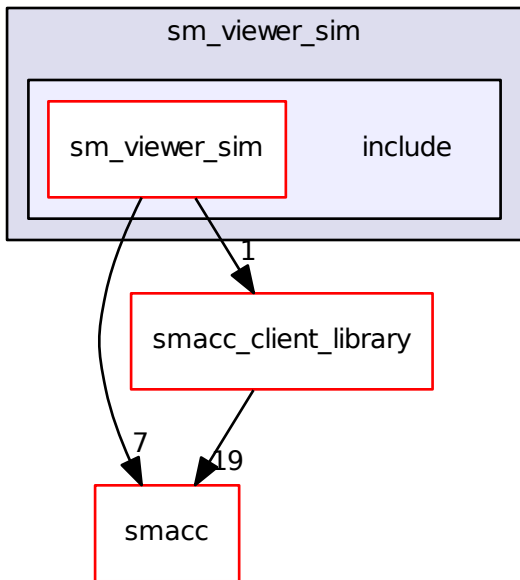 sm_viewer_sim
sm_viewer_sim
include
1
smacc_client_library
7
19
smacc